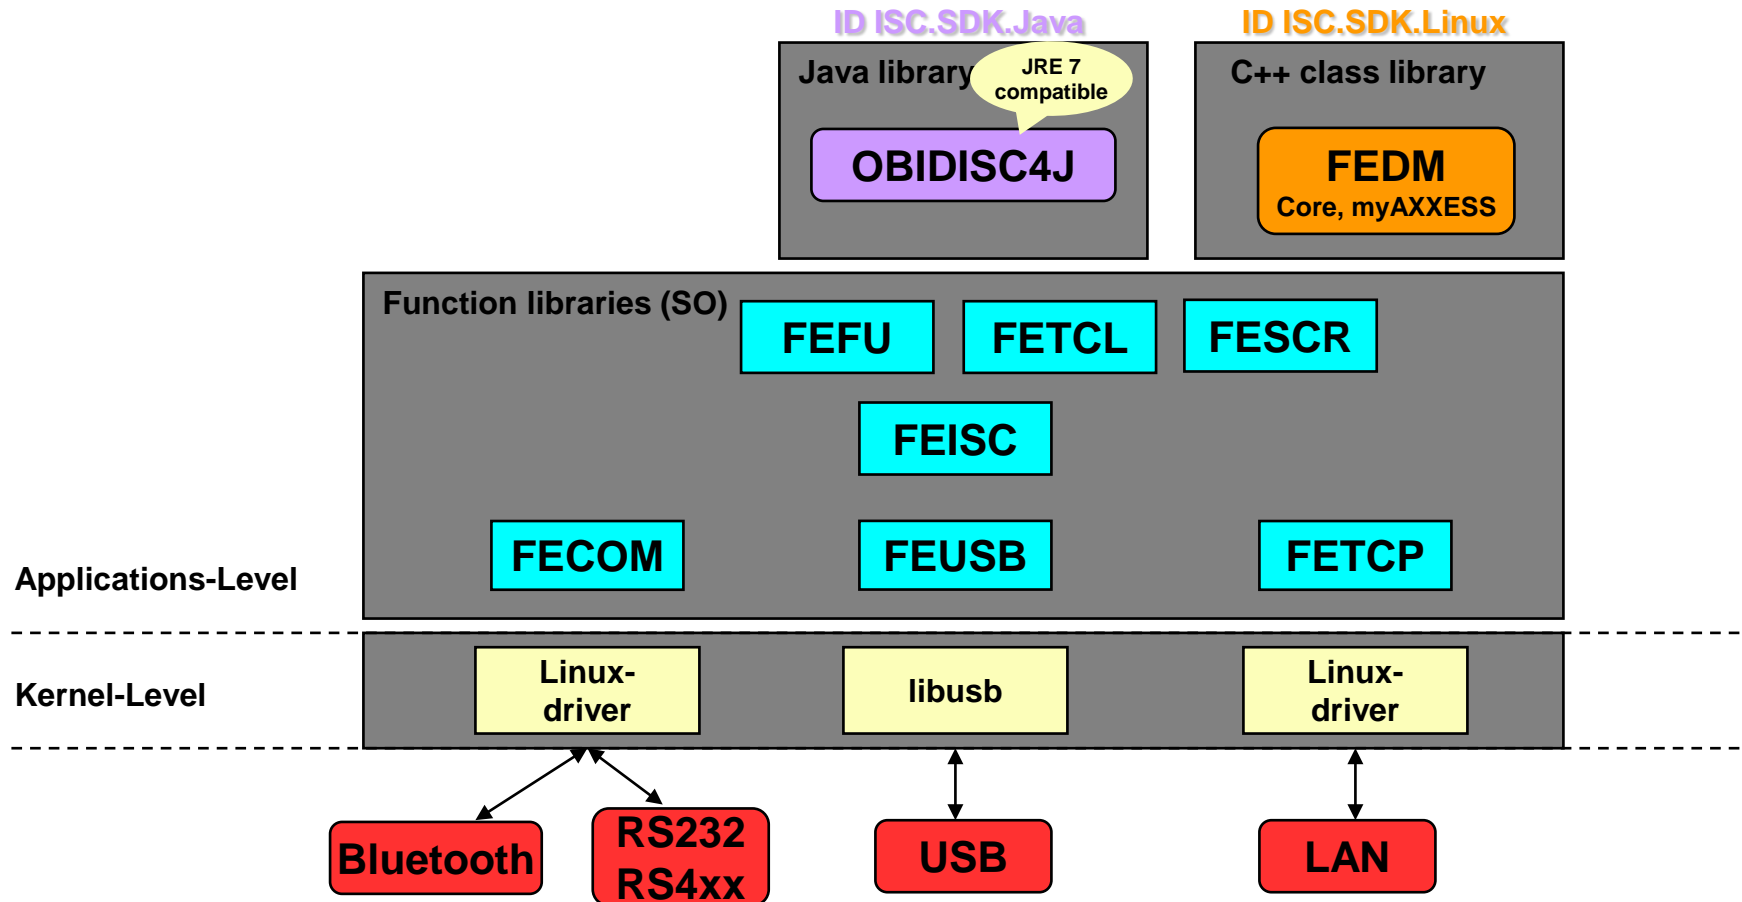 ID ISC.SDK.Java
ID ISC.SDK.Linux
Java library
JRE 7
compatible
OBIDISC4J
C++ class library
FEDM
Core, myAXXESS
Function libraries (SO)
FEFU
FETCL
FESCR
FEISC
FECOM
FEUSB
FETCP
Applications-Level
Kernel-Level
Linux-
driver
libusb
Linux-
driver
Bluetooth
RS232
RS4xx
USB
LAN